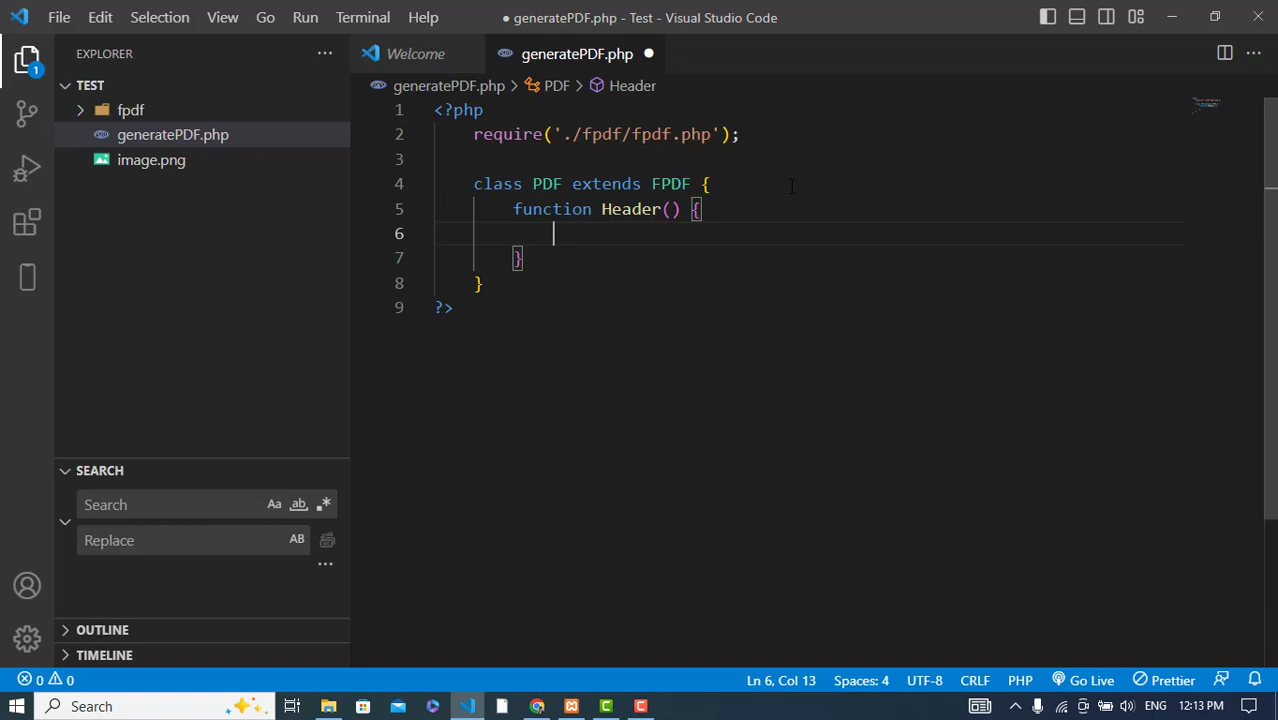 File Edit Selection View Go Run Terminal Help
● generatePDF.php - Test - Visual Studio Code
EXPLORER
TEST
fpdf
generatePDF.php
image.png
1
Welcome
generatePDF.php
generatePDF.php > PDF > Header
1 <?php
2 require('./fpdf/fpdf.php');
3
4 class PDF extends FPDF {
5 function Header() {
6
7 }
8 }
9 ?>
SEARCH
Search Aa ab
Replace AB
OUTLINE
TIMELINE
0 0 Ln 6, Col 13 Spaces: 4 UTF-8 CRLF PHP Go Live Prettier
Search ENG 12:13 PM